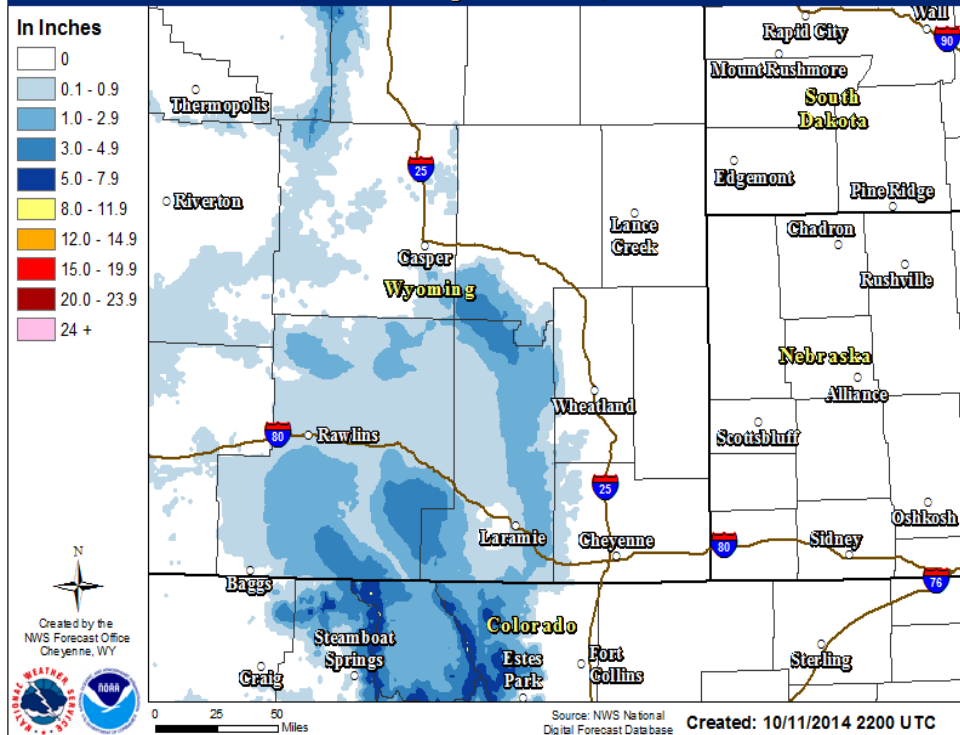 In Inches
0
0.1 - 0.9
1.0 - 2.9
3.0 - 4.9
5.0 - 7.9
8.0 - 11.9
12.0 - 14.9
15.0 - 19.9
20.0 - 23.9
24 +
Wall
Rapid City
90
Mount Rushmore
Thermopolis
South
Dakota
25
Edgemont
Pine Ridge
Riverton
Lance
Creek
Chadron
Casper
Rushville
Wyoming
Nebraska
Alliance
Wheatland
Scottsbluff
80
Rawlins
25
Oshkosh
Laramie
Cheyenne
80
Sidney
76
Baggs
N
Created by the
NWS Forecast Office
Cheyenne, WY
Colorado
Steamboat
Springs
Estes
Park
Fort
Collins
Sterling
Craig
NATIONAL WEATHER SERVICE
NOAA
0 25 50
Miles
Source: NWS National
Digital Forecast Database
Created: 10/11/2014 2200 UTC